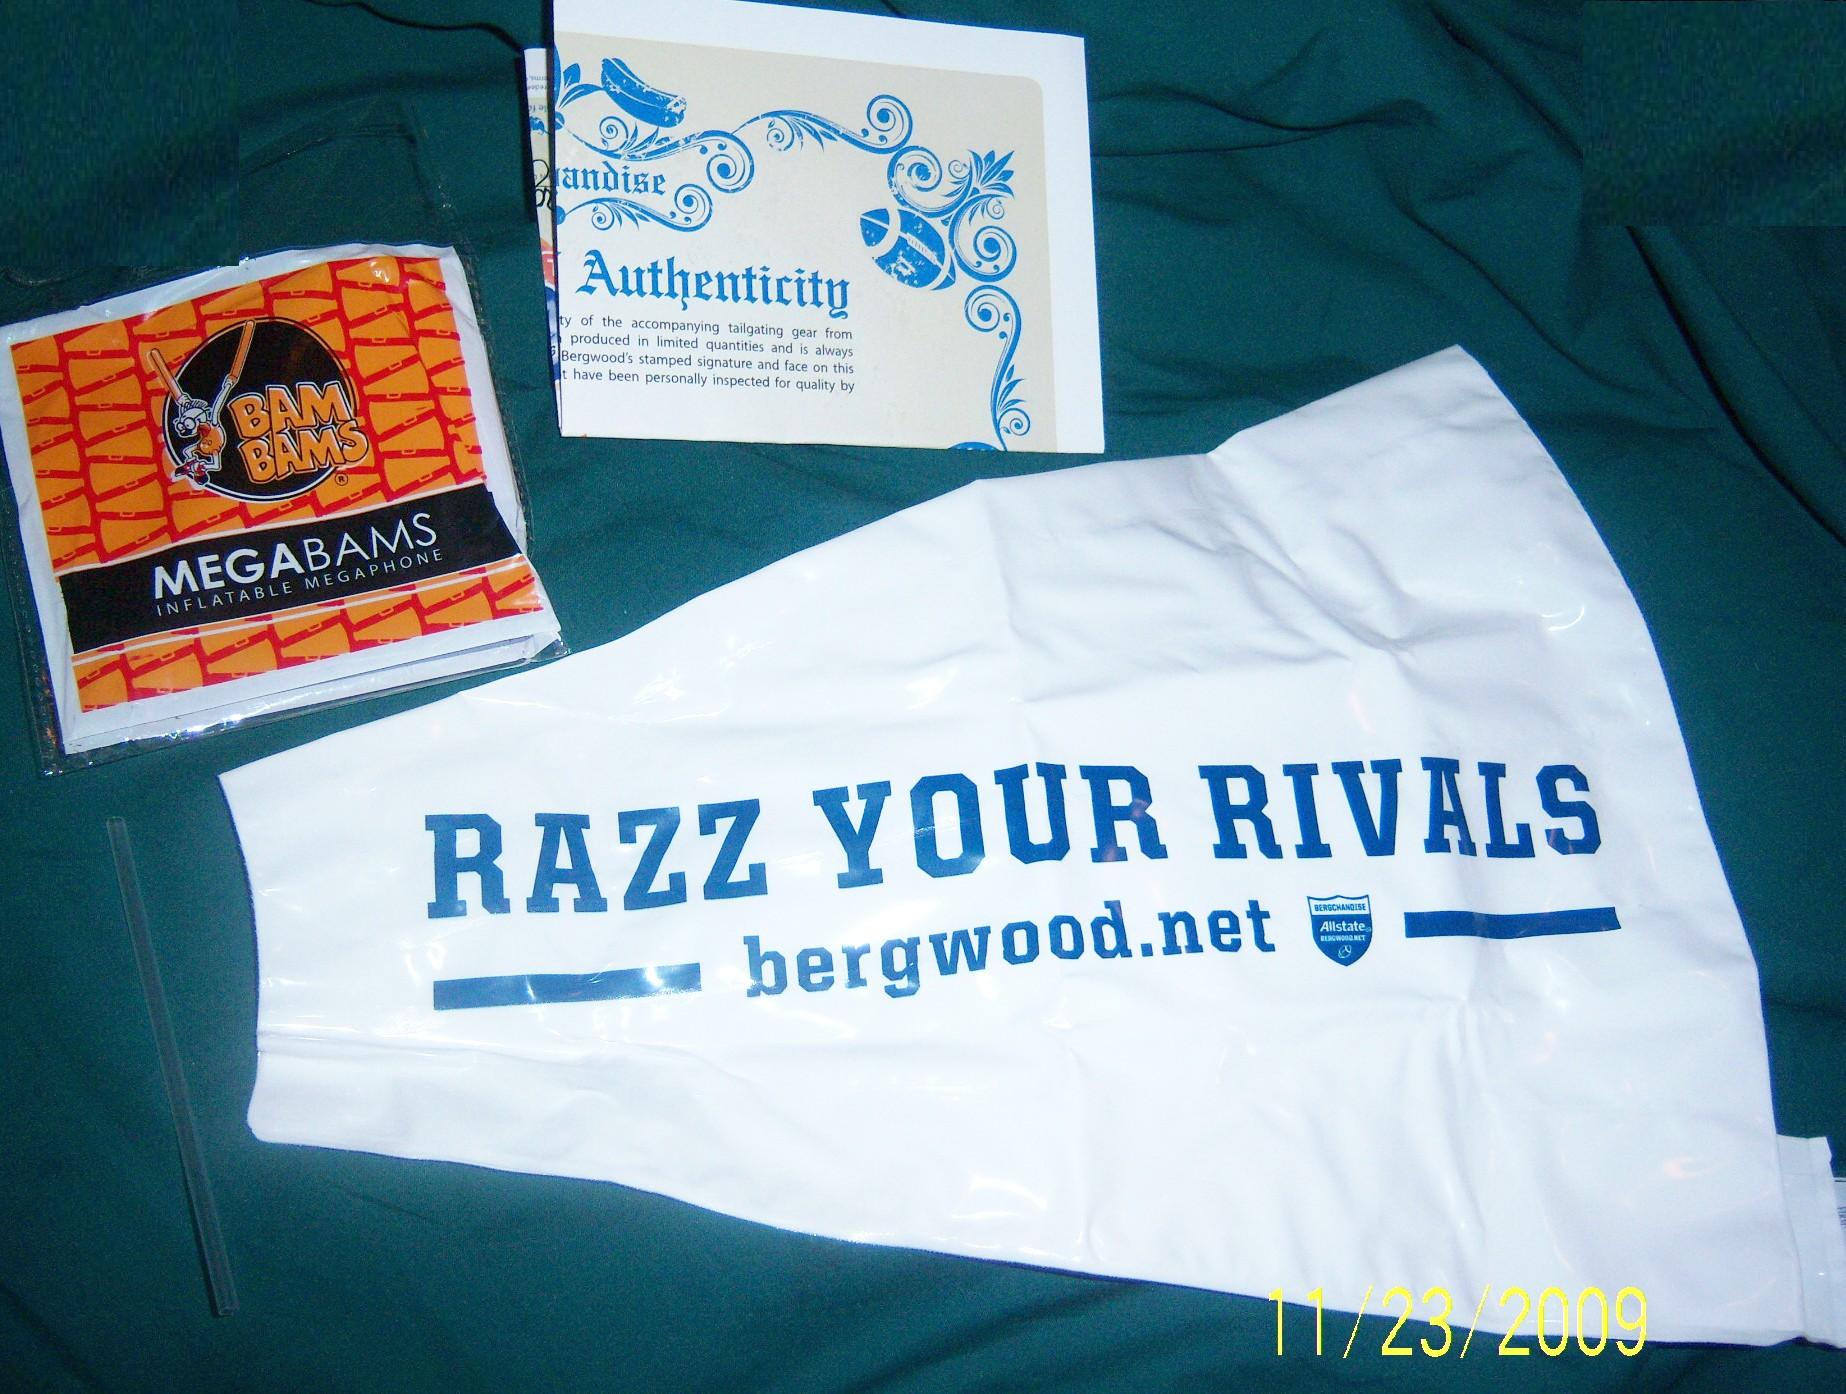 andise
Authenticity
ty of the accompanying tailgating gear from
produced in limited quantities and is always
Bergwood's stamped signature and face on this
t have been personally inspected for quality by
BAM
BAMS
®
MEGABAMS
INFLATABLE MEGAPHONE
RAZZ YOUR RIVALS
bergwood.net
BERGCHANDISE
Allstate
BERGWOOD.NET
11/23/2009